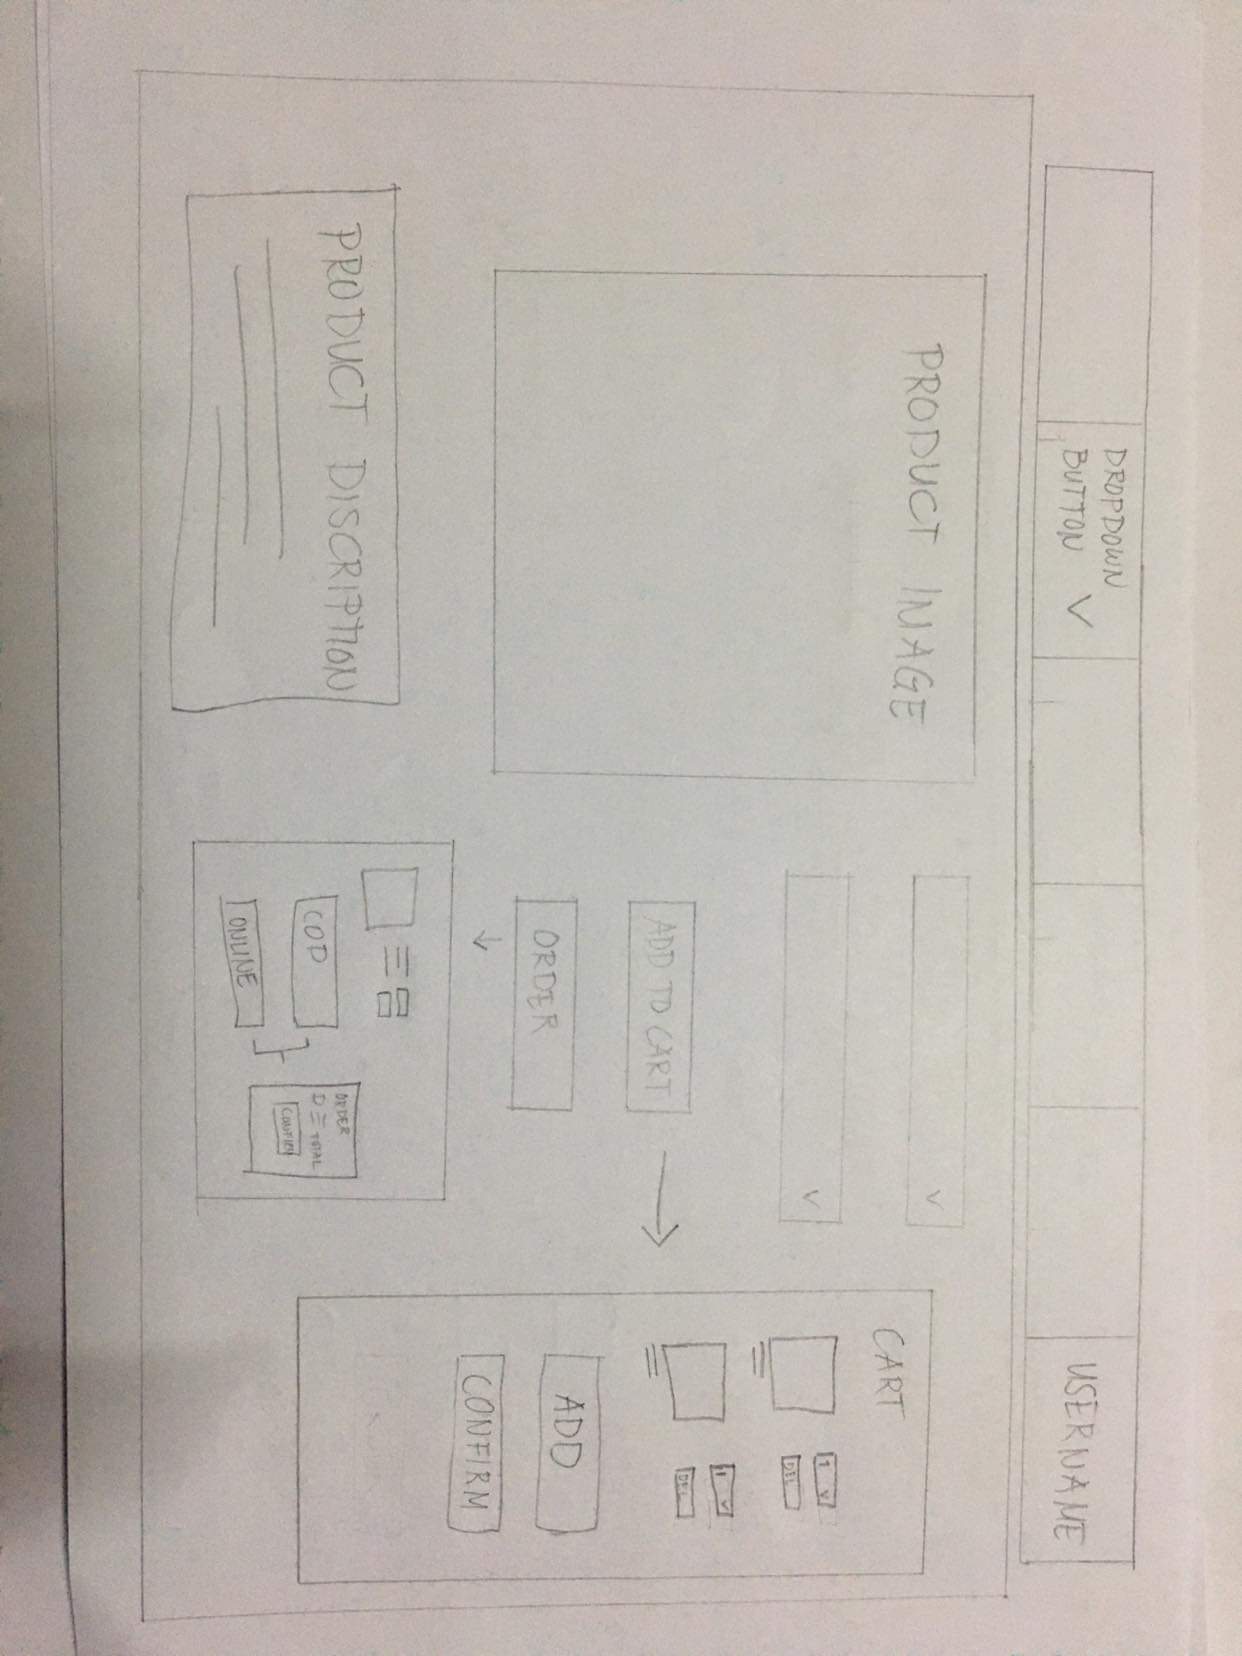 DROPDOWN
BUTTON V
USERNAME
PRODUCT IMAGE
V
V
ADD TO CART
ORDER
CART
1 V
DEL
1 V
DEL
ADD
CONFIRM
PRODUCT DISCRIPTION
COD
ONLINE
ORDER
TOTAL
CONFIRM